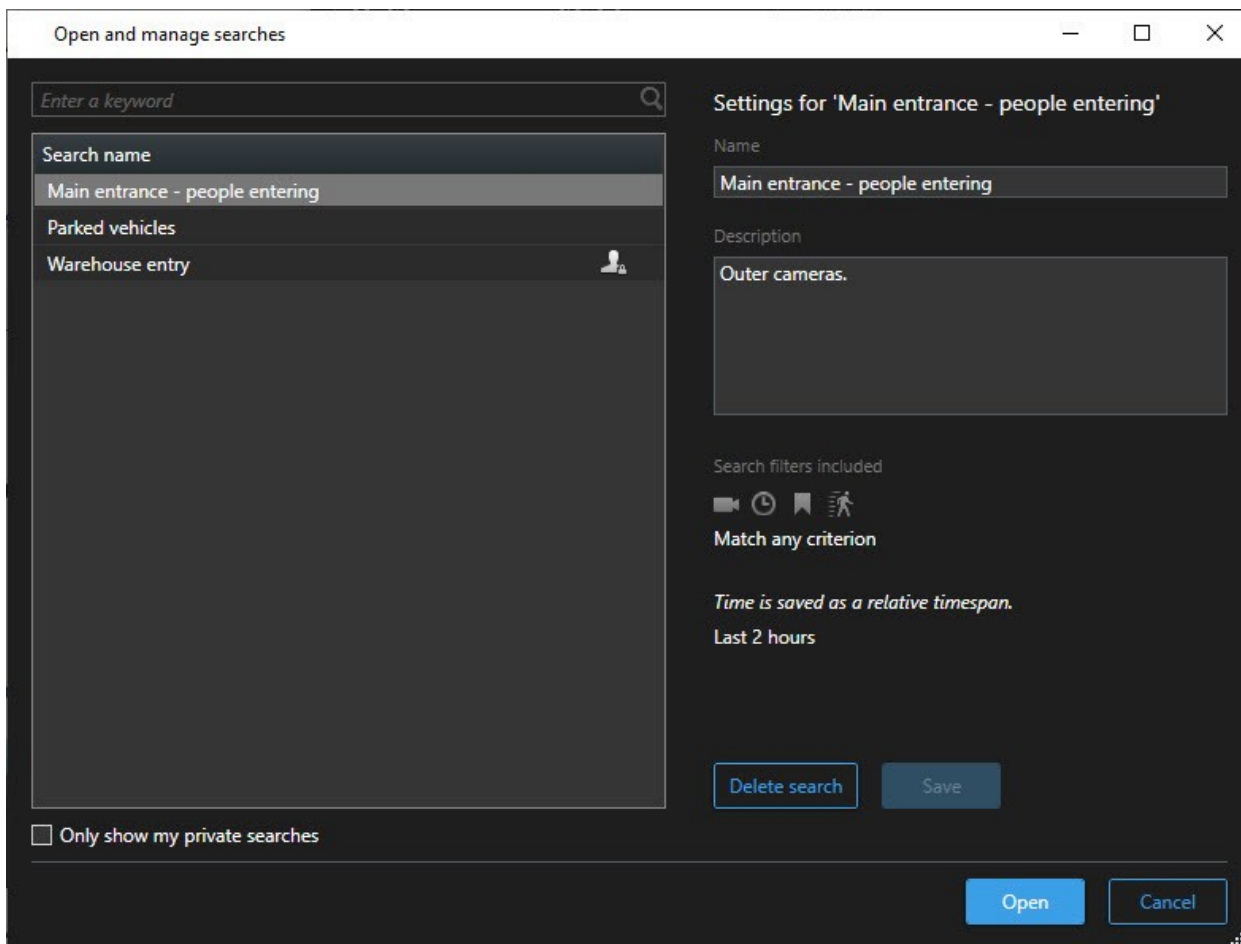 Open and manage searches
Enter a keyword
Search name
Main entrance - people entering
Parked vehicles
Warehouse entry
Only show my private searches
Settings for 'Main entrance - people entering'
Name
Main entrance - people entering
Description
Outer cameras.
Search filters included
Match any criterion
Time is saved as a relative timespan.
Last 2 hours
Delete search
Save
Open
Cancel